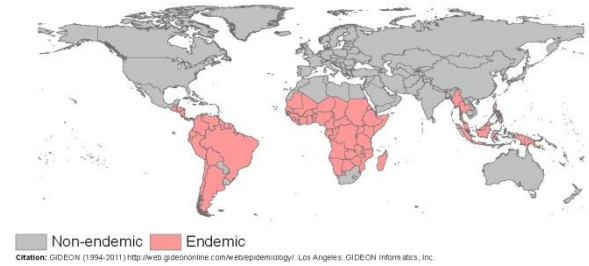 Non-endemic Endemic
Citation: GIDEON (1994-2011) http://web.gideononline.com/web/epidemiology/. Los Angeles: GIDEON Informatics, Inc.